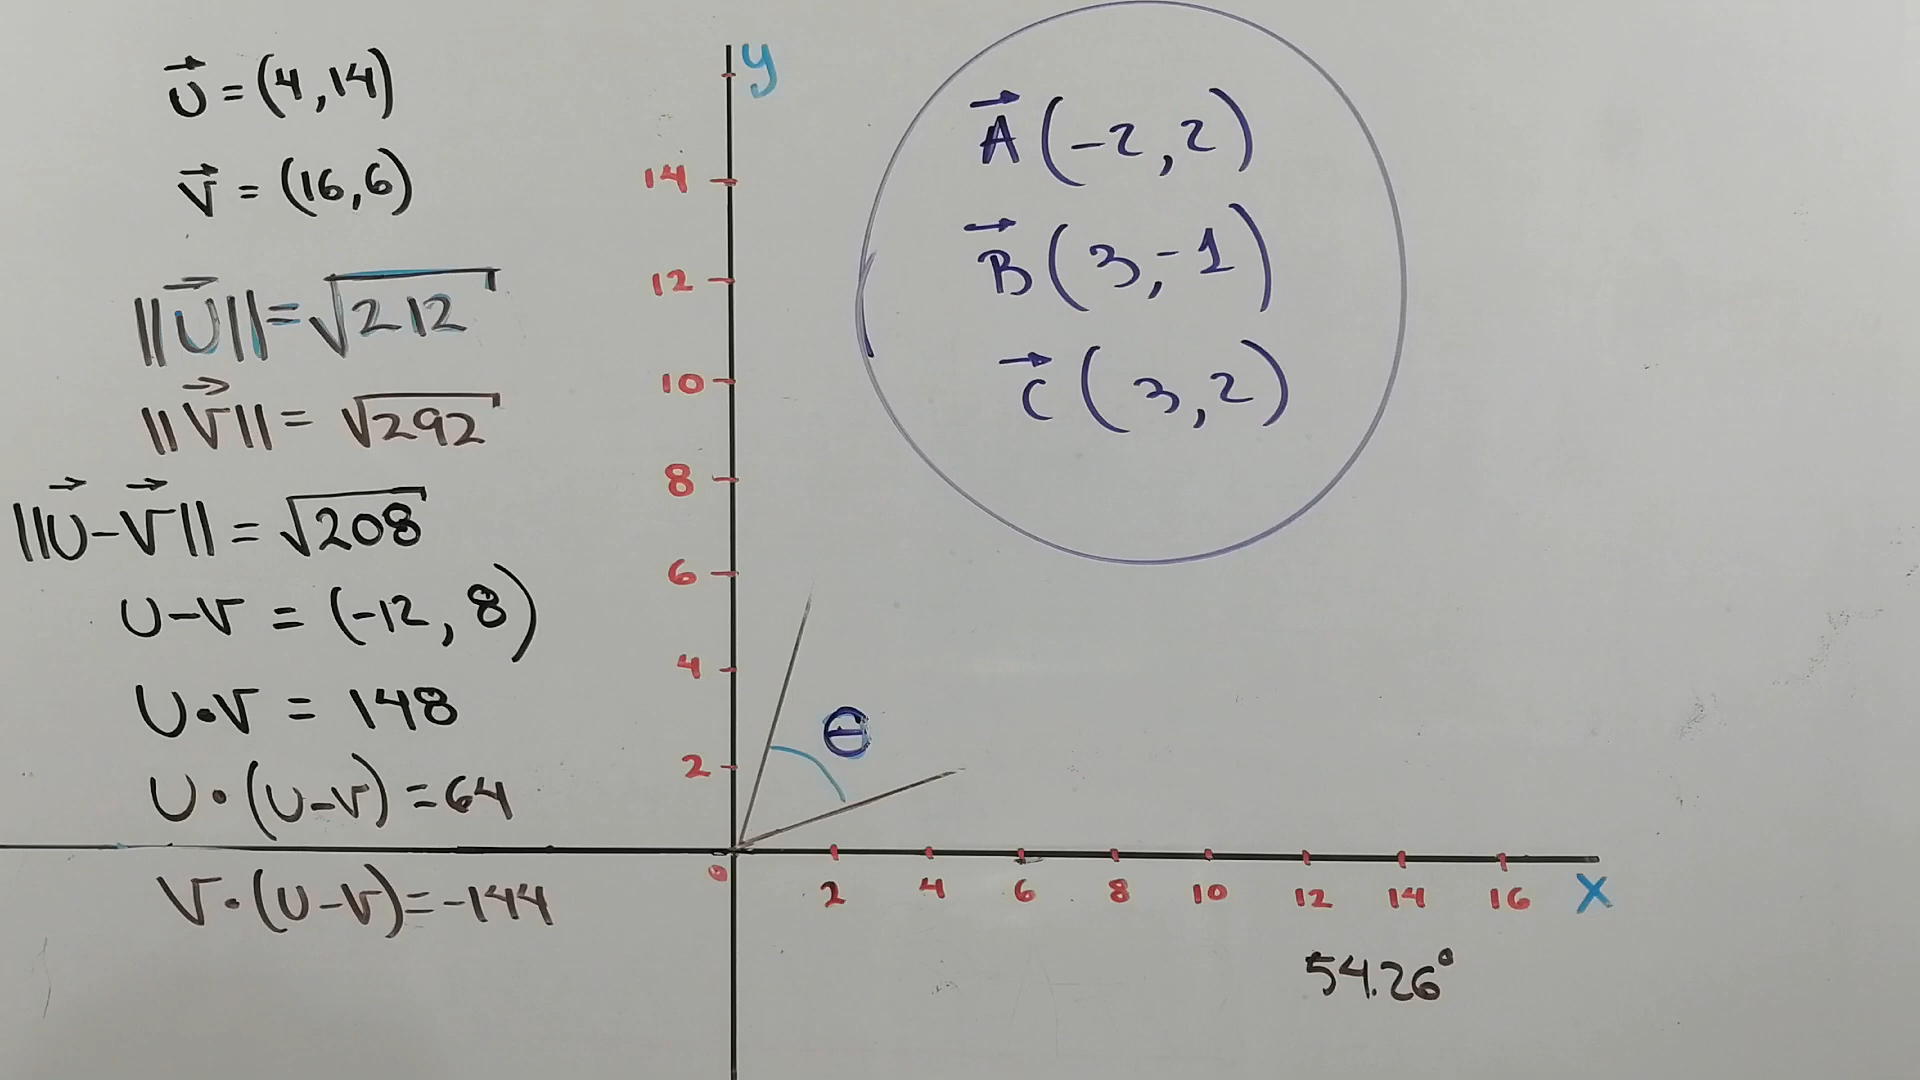 U⃗ = (4,14)
V⃗ = (16,6)
||U⃗|| = √212
||V⃗|| = √292
||U⃗-V⃗|| = √208
U-V = (-12, 8)
U•V = 148
U•(U-V) = 64
V•(U-V) = -144
y
14
12
10
8
6
4
2
0
2 4 6 8 10 12 14 16 X
θ
A⃗ (-2,2)
B⃗ (3,-1)
C⃗ (3,2)
54.26°